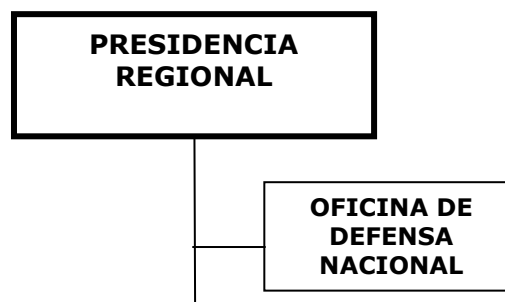 PRESIDENCIA
REGIONAL
OFICINA DE
DEFENSA
NACIONAL